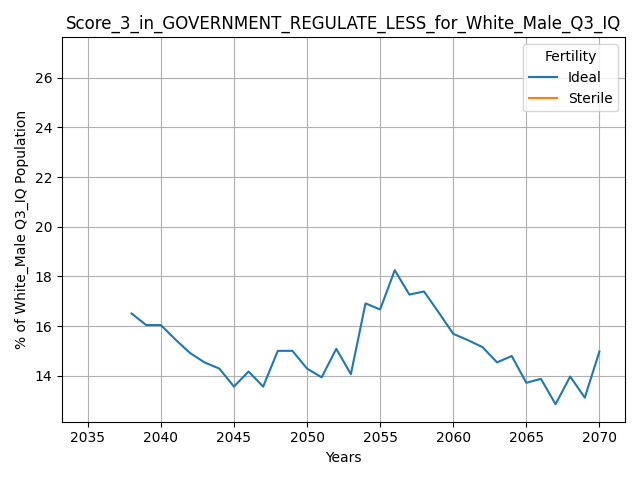 Score_3_in_GOVERNMENT_REGULATE_LESS_for_White_Male_Q3_IQ
Fertility
Ideal
Sterile
26
24
22
20
18
16
14
% of White_Male Q3_IQ Population
2035 2040 2045 2050 2055 2060 2065 2070
Years